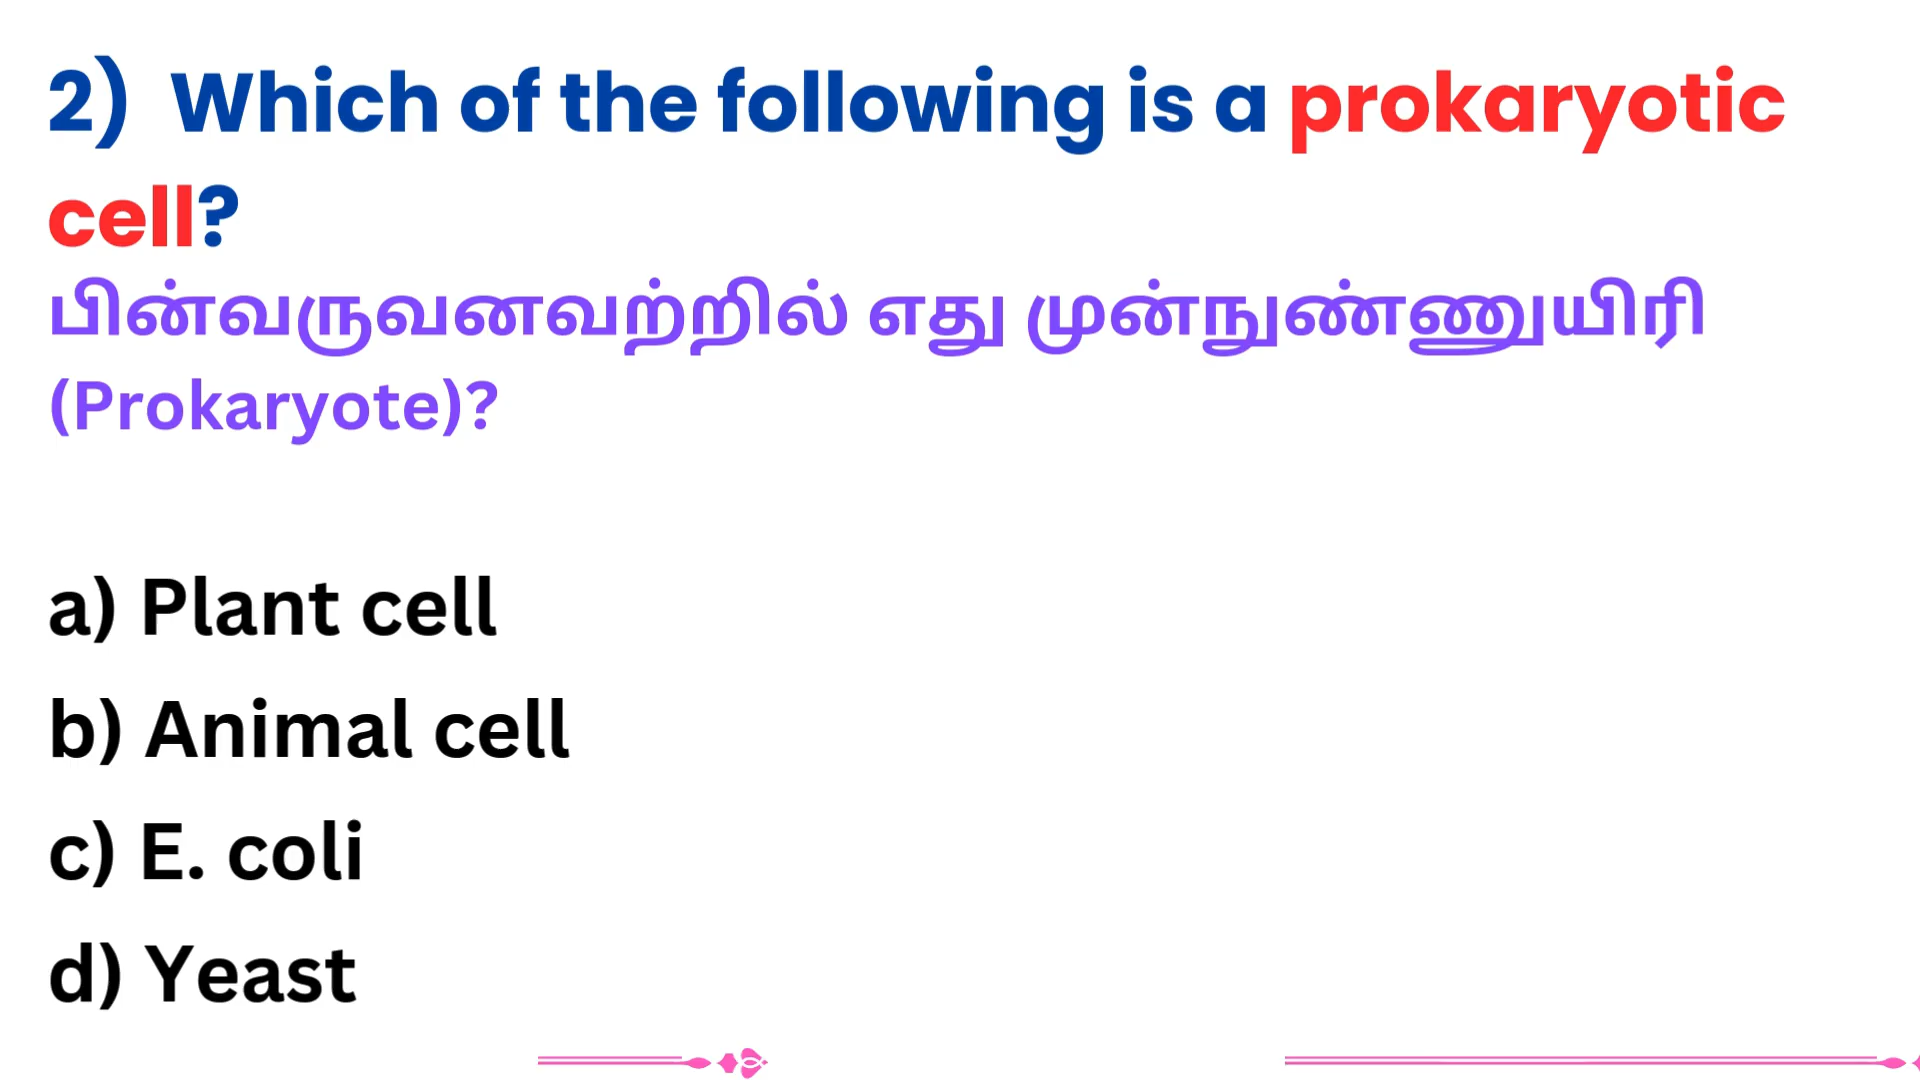 2) Which of the following is a prokaryotic
cell?
பின்வருவனவற்றில் எது முன்நுண்ணுயிரி
(Prokaryote)?
a) Plant cell
b) Animal cell
c) E. coli
d) Yeast